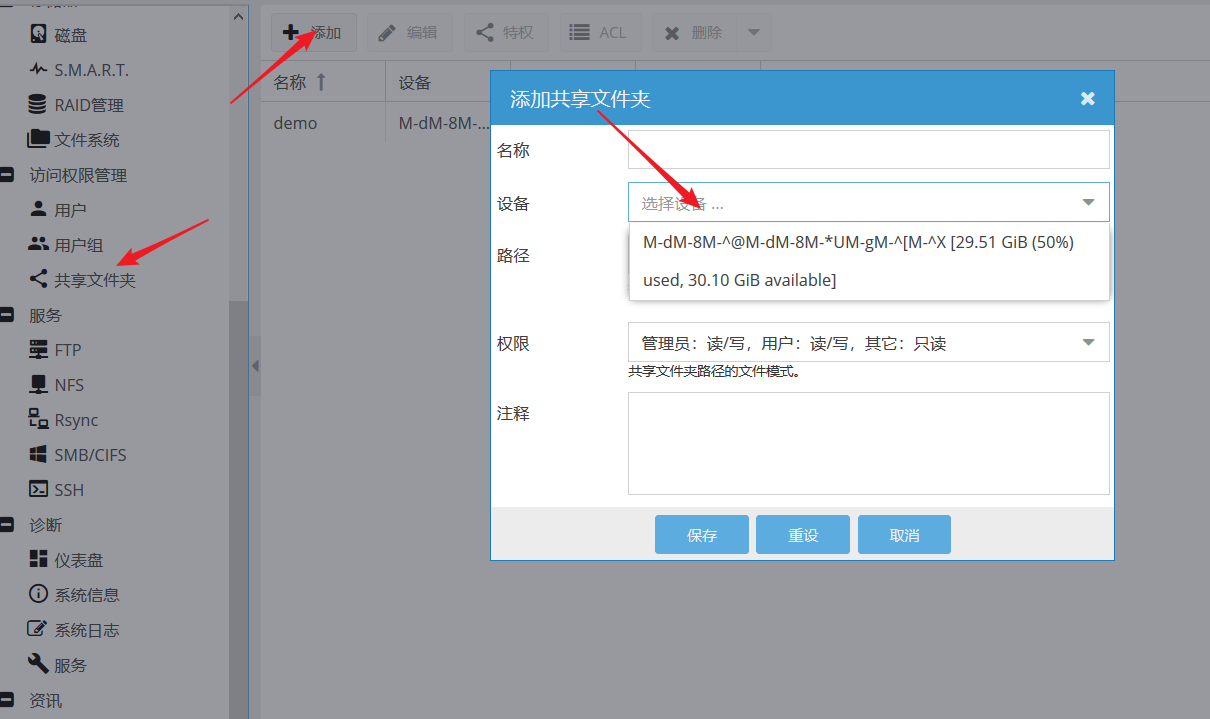 磁盘
S.M.A.R.T.
RAID管理
文件系统
访问权限管理
用户
用户组
共享文件夹
服务
FTP
NFS
Rsync
SMB/CIFS
SSH
诊断
仪表盘
系统信息
系统日志
服务
资讯
添加
编辑
特权
ACL
删除
名称
设备
demo
M-dM-8M-...
添加共享文件夹
名称
设备
选择设备 ...
M-dM-8M-^@M-dM-8M-*UM-gM-^[M-^X [29.51 GiB (50%)
used, 30.10 GiB available]
路径
权限
管理员：读/写，用户：读/写，其它：只读
共享文件夹路径的文件模式。
注释
保存
重设
取消